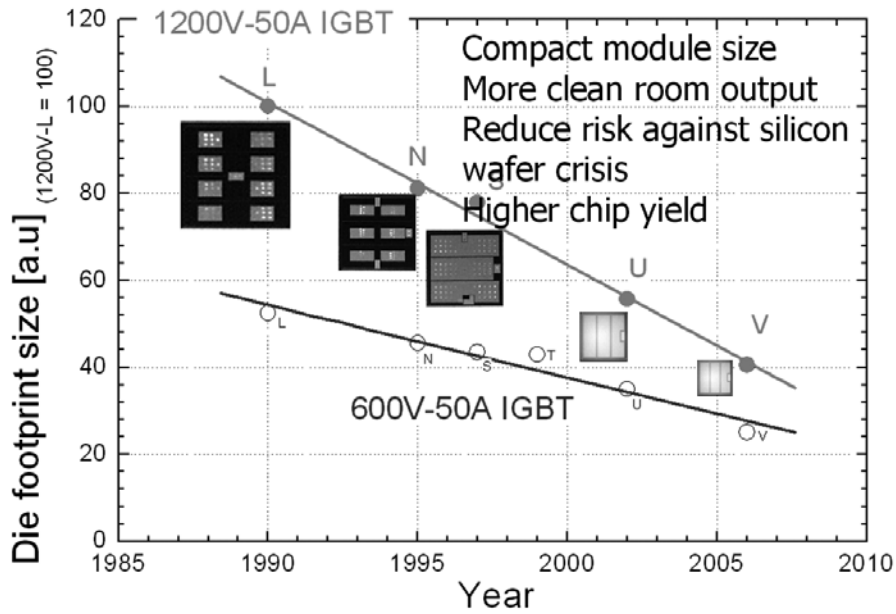 120
100
80
60
40
20
0
Die footprint size [a.u]
(1200V-L = 100)
1200V-50A IGBT
Compact module size
More clean room output
Reduce risk against silicon
wafer crisis
Higher chip yield
L
N
S
U
V
L
N
S
T
U
V
600V-50A IGBT
1985
1990
1995
2000
2005
2010
Year